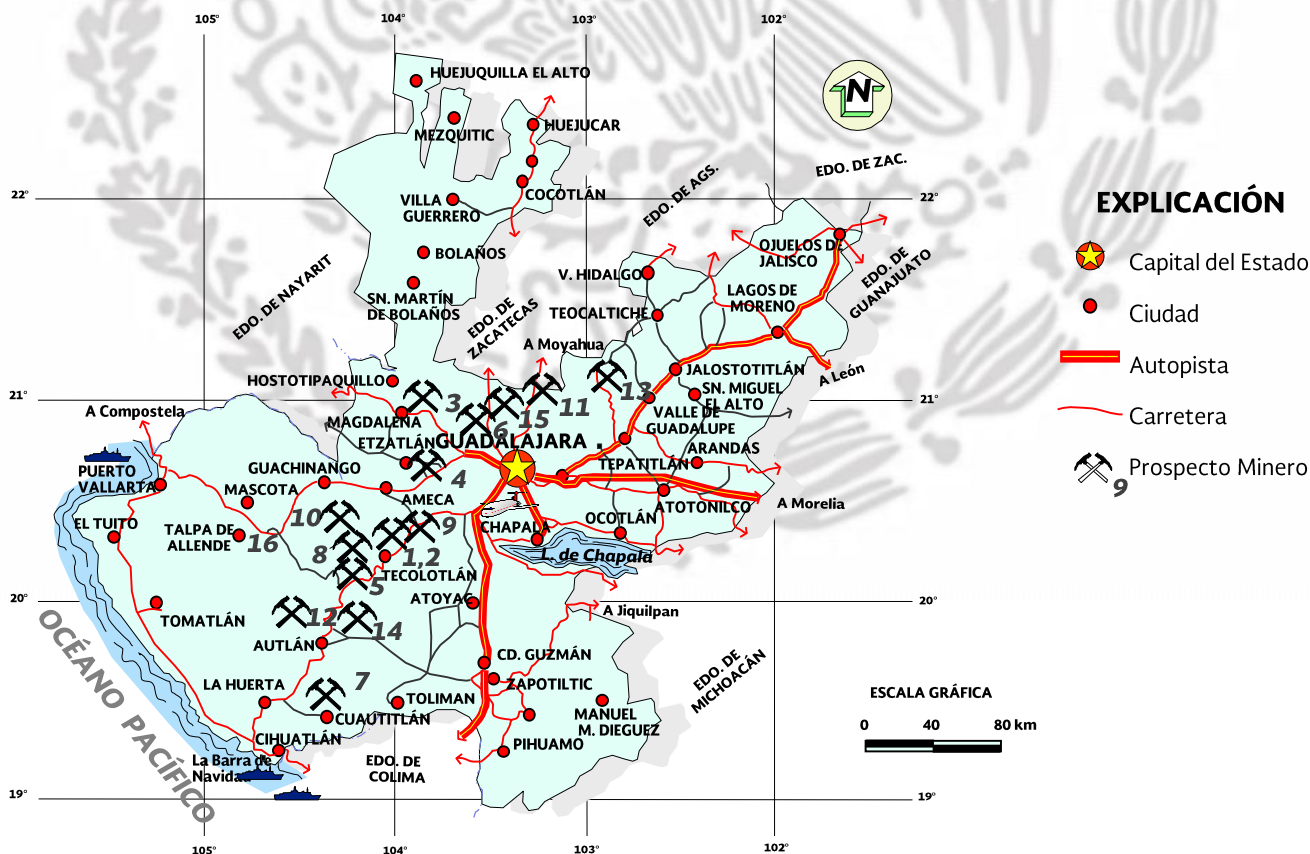 105°
104°
103°
102°
HUEJUQUILLA EL ALTO
MEZQUITIC
HUEJUCAR
N
EDO. DE ZAC.
EDO. DE AGS.
22°
22°
VILLA
GUERRERO
COCOTLÁN
EXPLICACIÓN
BOLAÑOS
OJUELOS DE
JALISCO
EDO. DE
GUANAJUATO
Capital del Estado
EDO. DE NAYARIT
SN. MARTÍN
DE BOLAÑOS
V. HIDALGO
LAGOS DE
MORENO
Ciudad
EDO. DE
ZACATECAS
TEOCALTICHE
A Moyahua
Autopista
HOSTOTIPAQUILLO
JALOSTOTITLÁN
A León
21°
3
6
15
11
13
SN. MIGUEL
EL ALTO
21°
A Compostela
MAGDALENA
VALLE DE
GUADALUPE
Carretera
ETZATLÁN
GUADALAJARA .
ARANDAS
PUERTO
VALLARTA
GUACHINANGO
4
TEPATITLÁN
Prospecto Minero
9
MASCOTA
AMECA
ATOTONILCO
A Morelia
EL TUITO
TALPA DE
ALLENDE
16
10
9
CHAPALA
OCOTLÁN
8
1,2
L. de Chapala
5
TECOLOTLÁN
20°
ATOYAC
20°
TOMATLÁN
12
14
A Jiquilpan
AUTLÁN
OCÉANO PACÍFICO
CD. GUZMÁN
EDO. DE
MICHOACÁN
LA HUERTA
7
ZAPOTILTIC
ESCALA GRÁFICA
TOLIMAN
CUAUTITLÁN
MANUEL
M. DIEGUEZ
0
40
80 km
CIHUATLÁN
PIHUAMO
La Barra de
Navidad
EDO. DE
COLIMA
19°
19°
105°
104°
103°
102°